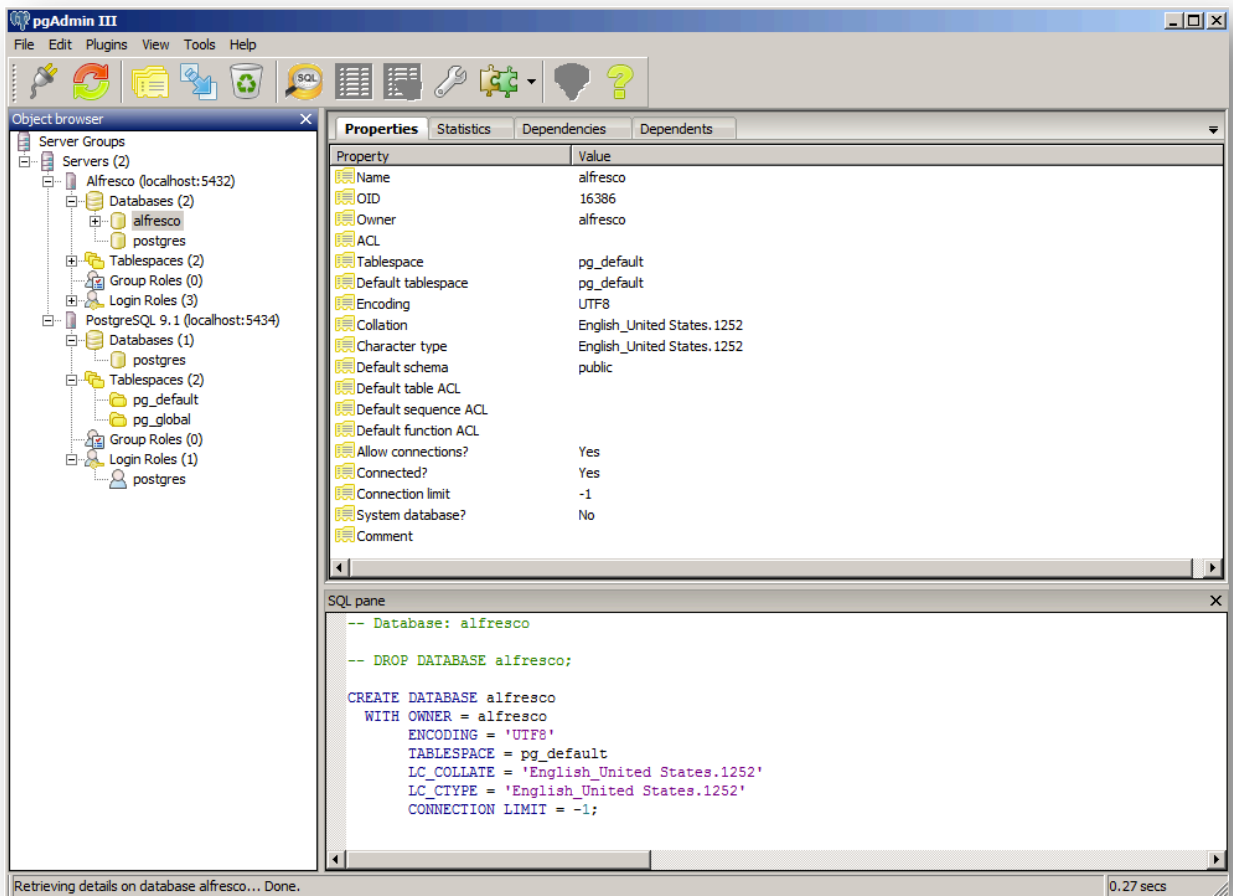 pgAdmin III
File Edit Plugins View Tools Help
SQL
Object browser
Server Groups
Servers (2)
Alfresco (localhost:5432)
Databases (2)
alfresco
postgres
Tablespaces (2)
Group Roles (0)
Login Roles (3)
PostgreSQL 9.1 (localhost:5434)
Databases (1)
postgres
Tablespaces (2)
pg_default
pg_global
Group Roles (0)
Login Roles (1)
postgres
Properties Statistics Dependencies Dependents
Property Value
Name alfresco
OID 16386
Owner alfresco
ACL
Tablespace pg_default
Default tablespace pg_default
Encoding UTF8
Collation English_United States.1252
Character type English_United States.1252
Default schema public
Default table ACL
Default sequence ACL
Default function ACL
Allow connections? Yes
Connected? Yes
Connection limit -1
System database? No
Comment
SQL pane
-- Database: alfresco
-- DROP DATABASE alfresco;
CREATE DATABASE alfresco
WITH OWNER = alfresco
ENCODING = 'UTF8'
TABLESPACE = pg_default
LC_COLLATE = 'English_United States.1252'
LC_CTYPE = 'English_United States.1252'
CONNECTION LIMIT = -1;
Retrieving details on database alfresco... Done. 0.27 secs